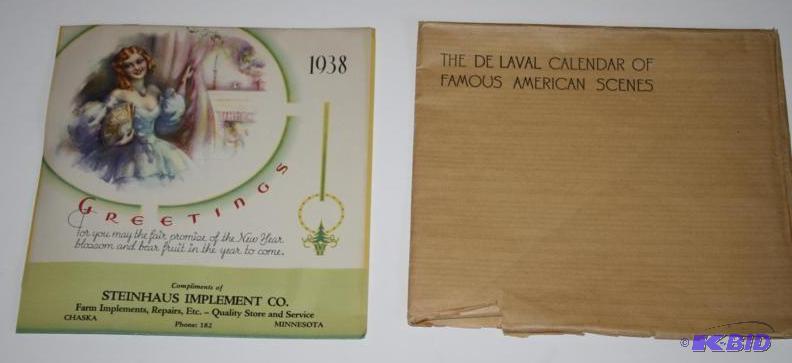 1938
GREETINGS
For you may the fair promise of the New Year
blossom and bear fruit in the year to come.
Compliments of
STEINHAUS IMPLEMENT CO.
Farm Implements, Repairs, Etc. – Quality Store and Service
CHASKA Phone: 182 MINNESOTA
THE DE LAVAL CALENDAR OF
FAMOUS AMERICAN SCENES
© K-BID